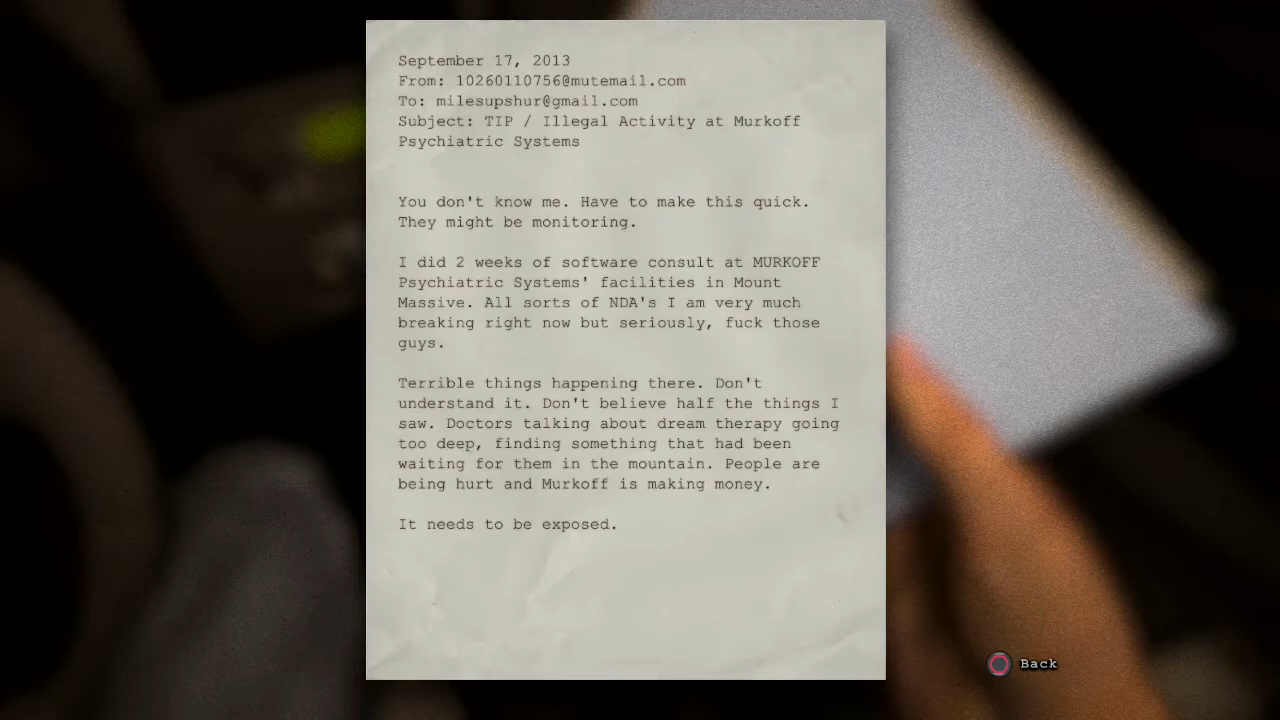 September 17, 2013
From: 10260110756@mutemail.com
To: milesupshur@gmail.com
Subject: TIP / Illegal Activity at Murkoff
Psychiatric Systems
You don't know me. Have to make this quick.
They might be monitoring.
I did 2 weeks of software consult at MURKOFF
Psychiatric Systems' facilities in Mount
Massive. All sorts of NDA's I am very much
breaking right now but seriously, fuck those
guys.
Terrible things happening there. Don't
understand it. Don't believe half the things I
saw. Doctors talking about dream therapy going
too deep, finding something that had been
waiting for them in the mountain. People are
being hurt and Murkoff is making money.
It needs to be exposed.
Back